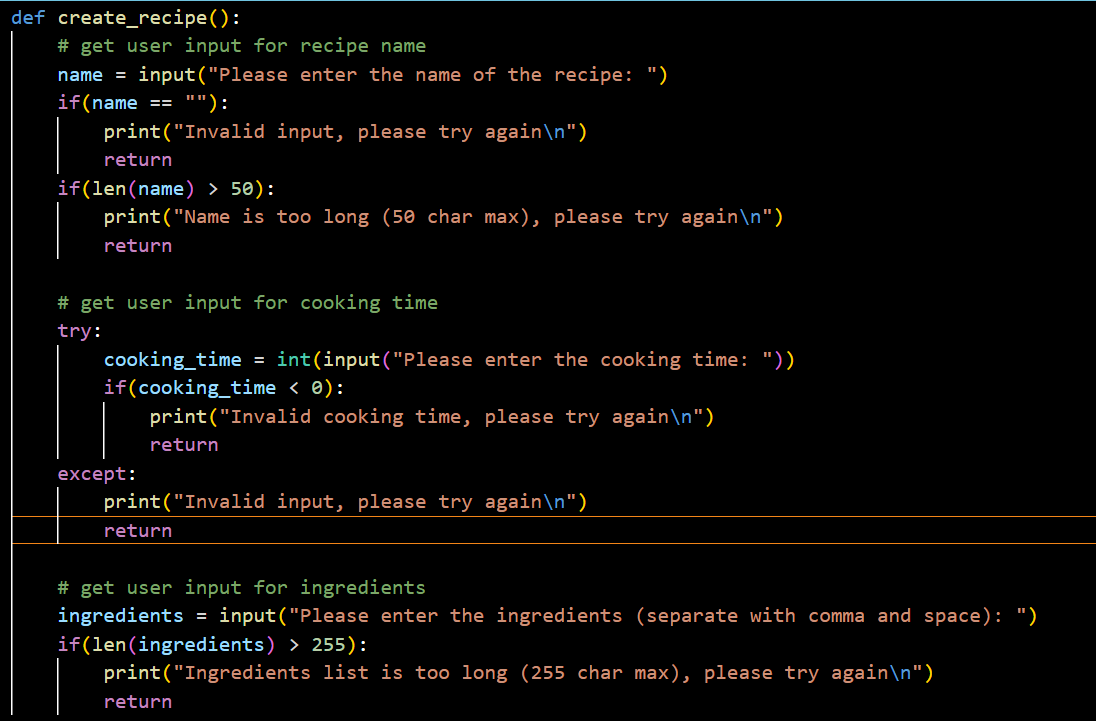 def create_recipe():
    # get user input for recipe name
    name = input("Please enter the name of the recipe: ")
    if(name == ""):
        print("Invalid input, please try again\n")
        return
    if(len(name) > 50):
        print("Name is too long (50 char max), please try again\n")
        return

    # get user input for cooking time
    try:
        cooking_time = int(input("Please enter the cooking time: "))
        if(cooking_time < 0):
            print("Invalid cooking time, please try again\n")
            return
    except:
        print("Invalid input, please try again\n")
        return

    # get user input for ingredients
    ingredients = input("Please enter the ingredients (separate with comma and space): ")
    if(len(ingredients) > 255):
        print("Ingredients list is too long (255 char max), please try again\n")
        return